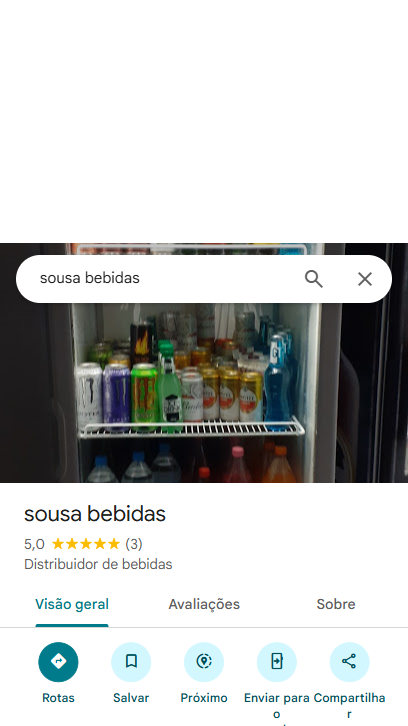 sousa bebidas
sousa bebidas
5,0 (3)
Distribuidor de bebidas
Visão geral Avaliações Sobre
Rotas Salvar Próximo Enviar para o Compartilhar